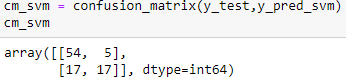 cm_svm = confusion_matrix(y_test,y_pred_svm)
cm_svm
array([[54,  5],
       [17, 17]], dtype=int64)